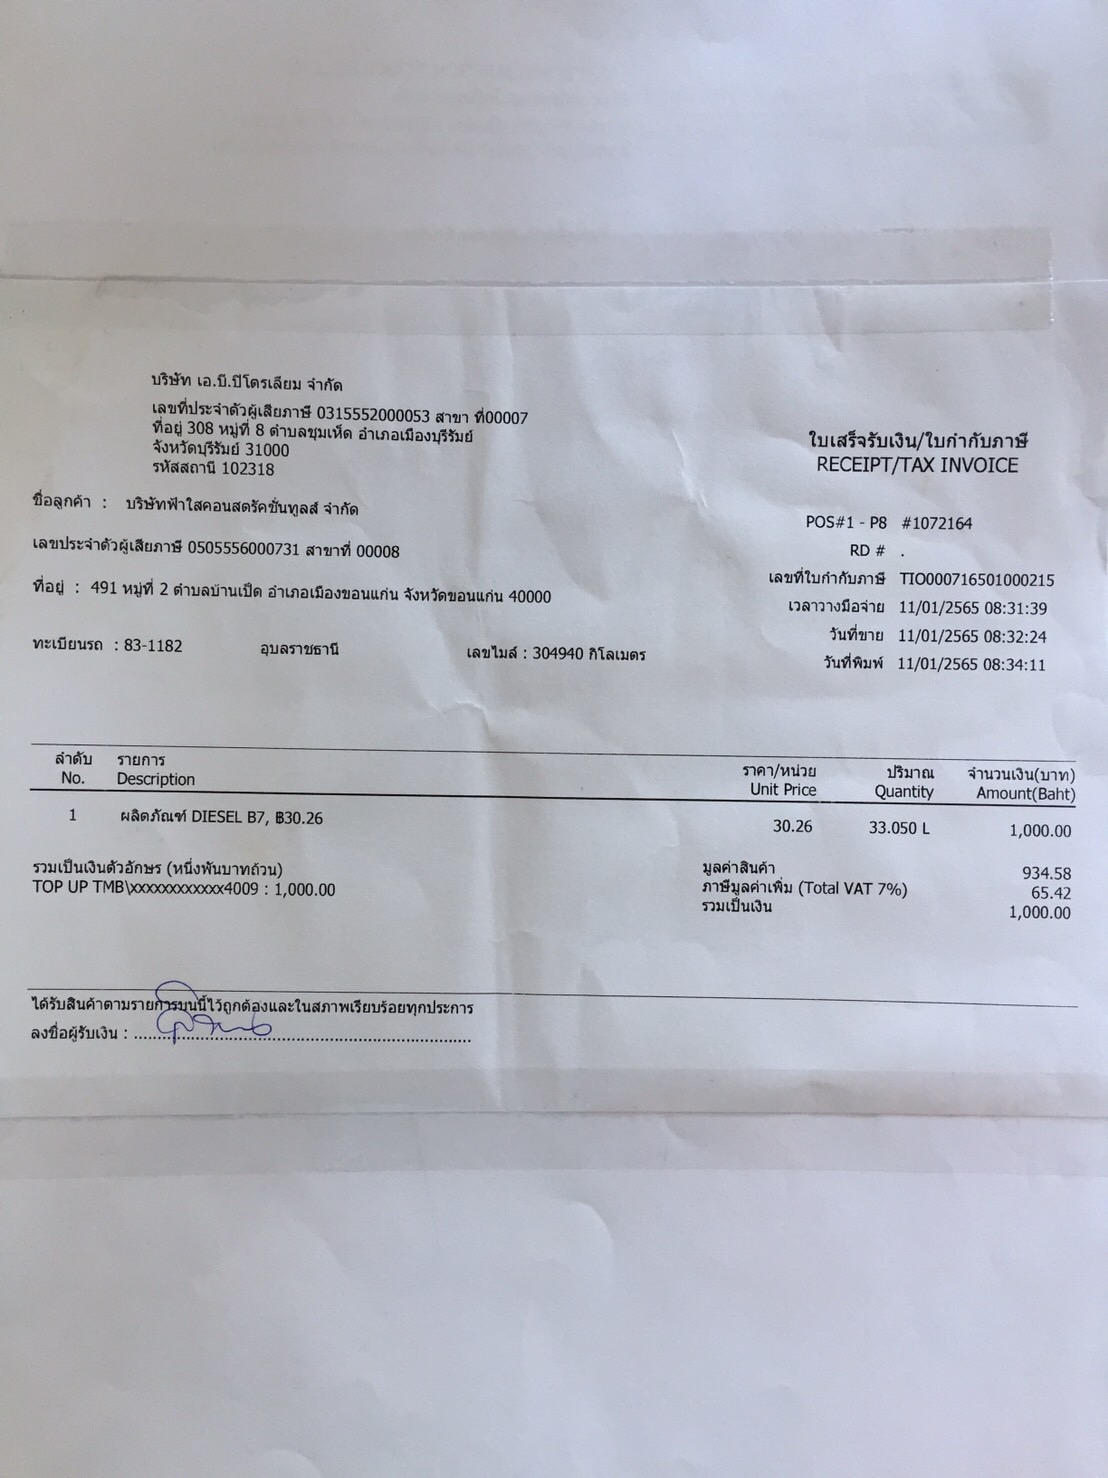 บริษัท เอ.บี.ปิโตรเลียม จำกัด
เลขที่ประจำตัวผู้เสียภาษี 0315552000053 สาขา ที่00007
ที่อยู่ 308 หมู่ที่ 8 ตำบลชุมเห็ด อำเภอเมืองบุรีรัมย์
จังหวัดบุรีรัมย์ 31000
รหัสสถานี 102318
ใบเสร็จรับเงิน/ใบกำกับภาษี
RECEIPT/TAX INVOICE
ชื่อลูกค้า : บริษัทฟ้าใสคอนสตรัคชั่นทูลส์ จำกัด
เลขประจำตัวผู้เสียภาษี 0505556000731 สาขาที่ 00008
ที่อยู่ : 491 หมู่ที่ 2 ตำบลบ้านเป็ด อำเภอเมืองขอนแก่น จังหวัดขอนแก่น 40000
ทะเบียนรถ : 83-1182 อุบลราชธานี เลขไมล์ : 304940 กิโลเมตร
POS#1 - P8 #1072164
RD # .
เลขที่ใบกำกับภาษี TIO000716501000215
เวลาวางมือจ่าย 11/01/2565 08:31:39
วันที่ขาย 11/01/2565 08:32:24
วันที่พิมพ์ 11/01/2565 08:34:11
ลำดับ รายการ ราคา/หน่วย ปริมาณ จำนวนเงิน(บาท)
No. Description Unit Price Quantity Amount(Baht)
1 ผลิตภัณฑ์ DIESEL B7, ฿30.26 30.26 33.050 L 1,000.00
รวมเป็นเงินตัวอักษร (หนึ่งพันบาทถ้วน)
TOP UP TMB\xxxxxxxxxxxx4009 : 1,000.00
มูลค่าสินค้า 934.58
ภาษีมูลค่าเพิ่ม (Total VAT 7%) 65.42
รวมเป็นเงิน 1,000.00
ได้รับสินค้าตามรายการบนนี้ไว้ถูกต้องและในสภาพเรียบร้อยทุกประการ
ลงชื่อผู้รับเงิน : ......................................................................